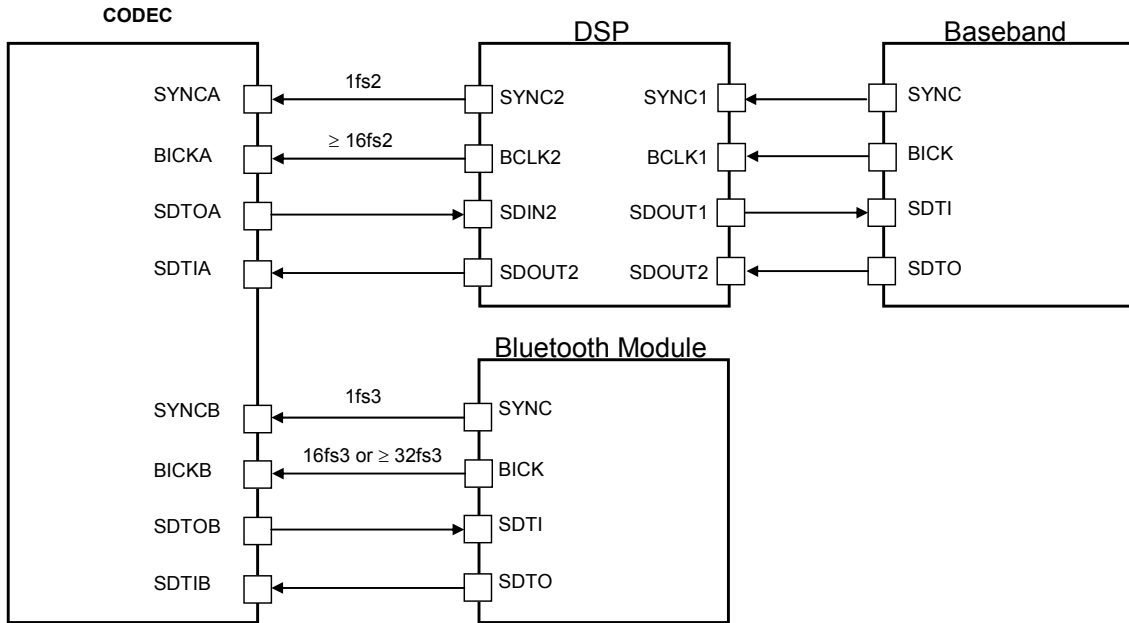 CODEC
DSP
Baseband
SYNCA
1fs2
SYNC2
SYNC1
SYNC
BICKA
≥ 16fs2
BCLK2
BCLK1
BICK
SDTOA
SDIN2
SDOUT1
SDTI
SDTIA
SDOUT2
SDOUT2
SDTO
Bluetooth Module
SYNCB
1fs3
SYNC
BICKB
16fs3 or ≥ 32fs3
BICK
SDTOB
SDTI
SDTIB
SDTO